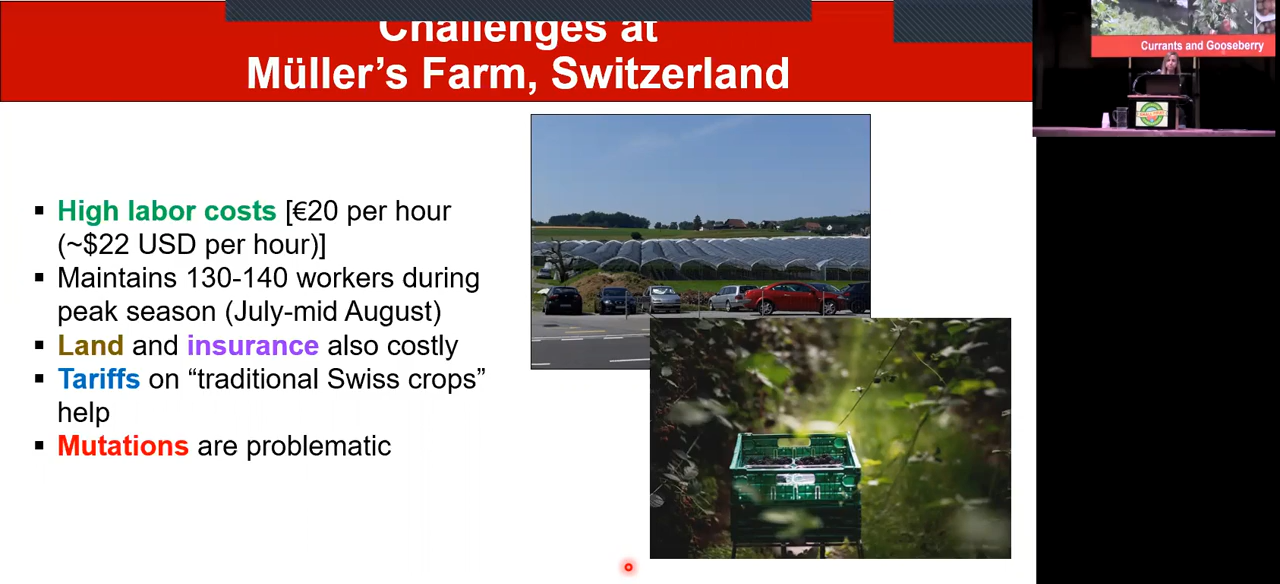 Challenges at
Müller's Farm, Switzerland
▪ High labor costs [€20 per hour
(~$22 USD per hour)]
▪ Maintains 130-140 workers during
peak season (July-mid August)
▪ Land and insurance also costly
▪ Tariffs on “traditional Swiss crops”
help
▪ Mutations are problematic
Currants and Gooseberry